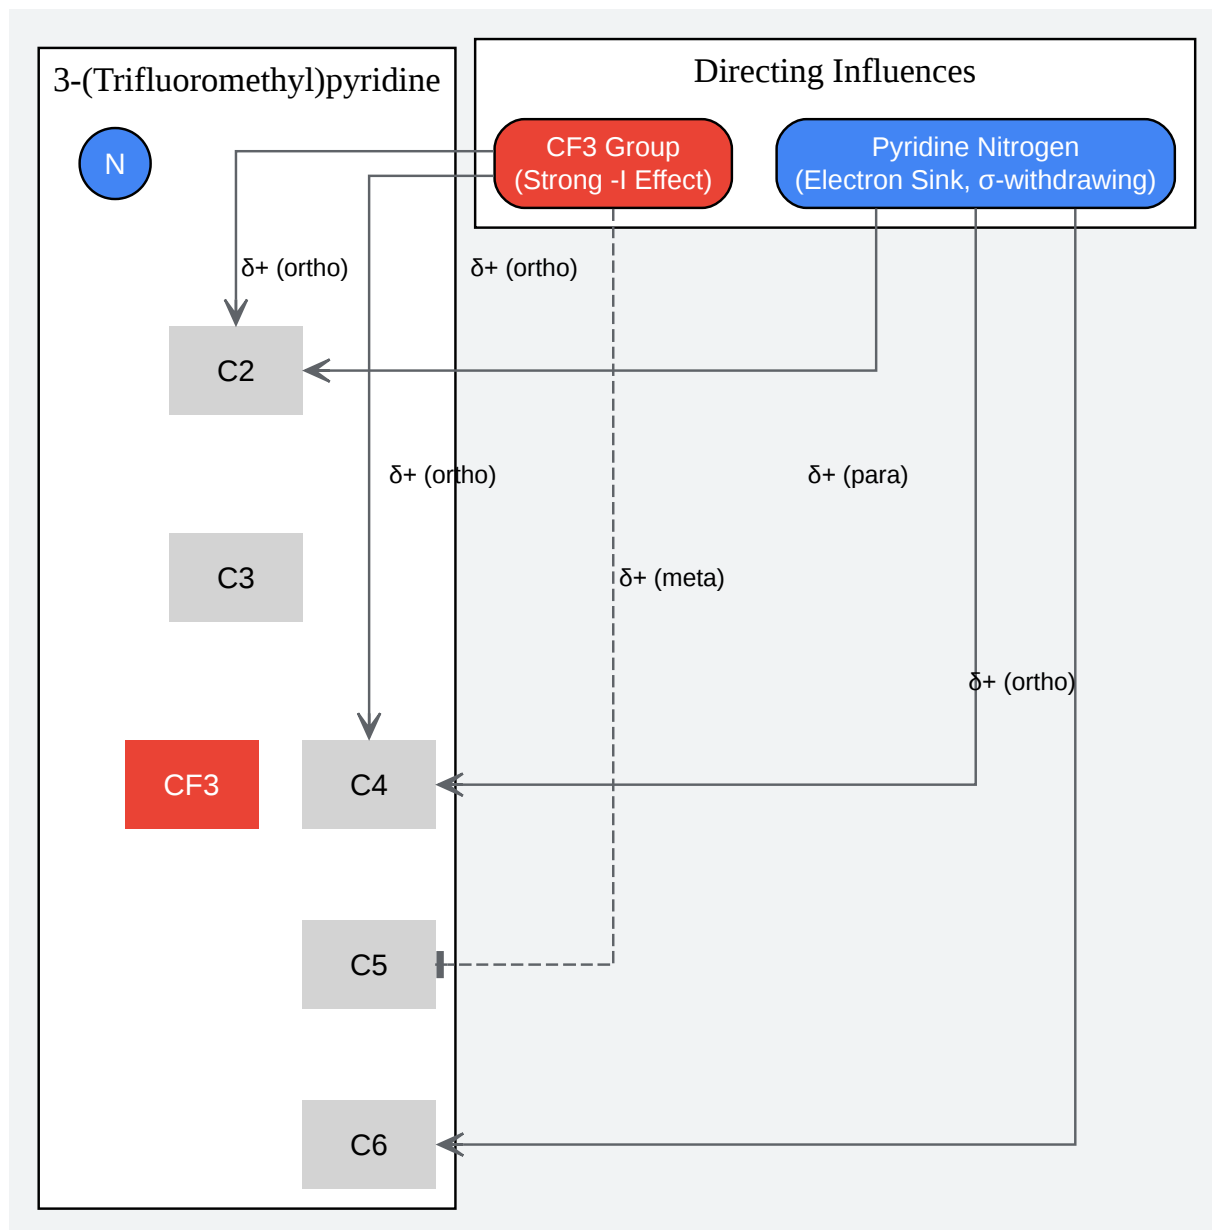 3-(Trifluoromethyl)pyridine
Directing Influences
N
CF3 Group
(Strong -I Effect)
Pyridine Nitrogen
(Electron Sink, σ-withdrawing)
δ+ (ortho)
δ+ (ortho)
C2
δ+ (ortho)
δ+ (para)
C3
δ+ (meta)
δ+ (ortho)
CF3
C4
C5
C6